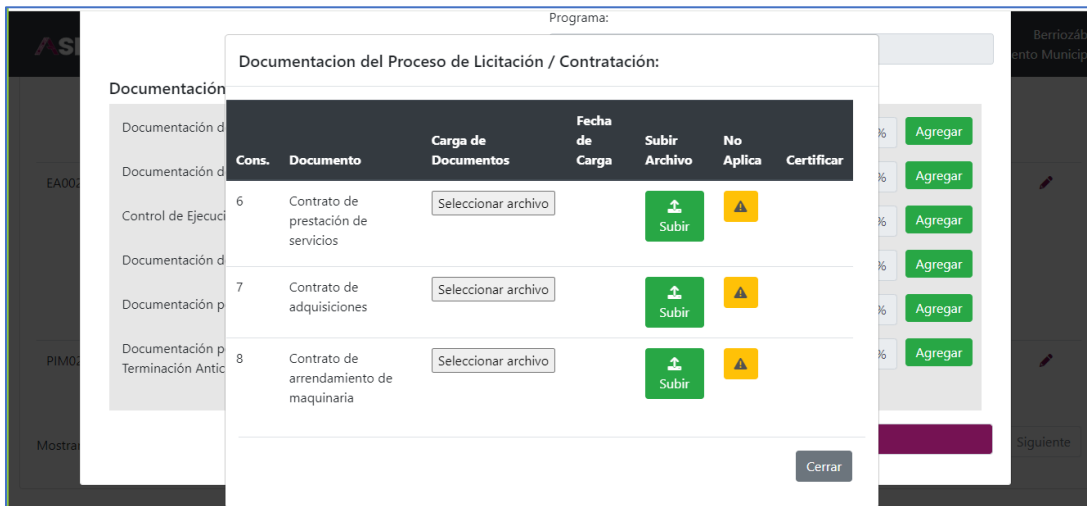 Programa:
ASI
Berriozáb
ento Municip
Documentacion del Proceso de Licitación / Contratación:
Documentación
Cons. Documento Carga de Documentos Fecha de Carga Subir Archivo No Aplica Certificar
Documentación d
% Agregar
Documentación d
% Agregar
EA002
Control de Ejecuci
% Agregar
Documentación d
% Agregar
Documentación p
% Agregar
Documentación p
Terminación Antic
% Agregar
PIM02
6 Contrato de prestación de servicios Seleccionar archivo Subir
7 Contrato de adquisiciones Seleccionar archivo Subir
8 Contrato de arrendamiento de maquinaria Seleccionar archivo Subir
Mostrar
Siguiente
Cerrar